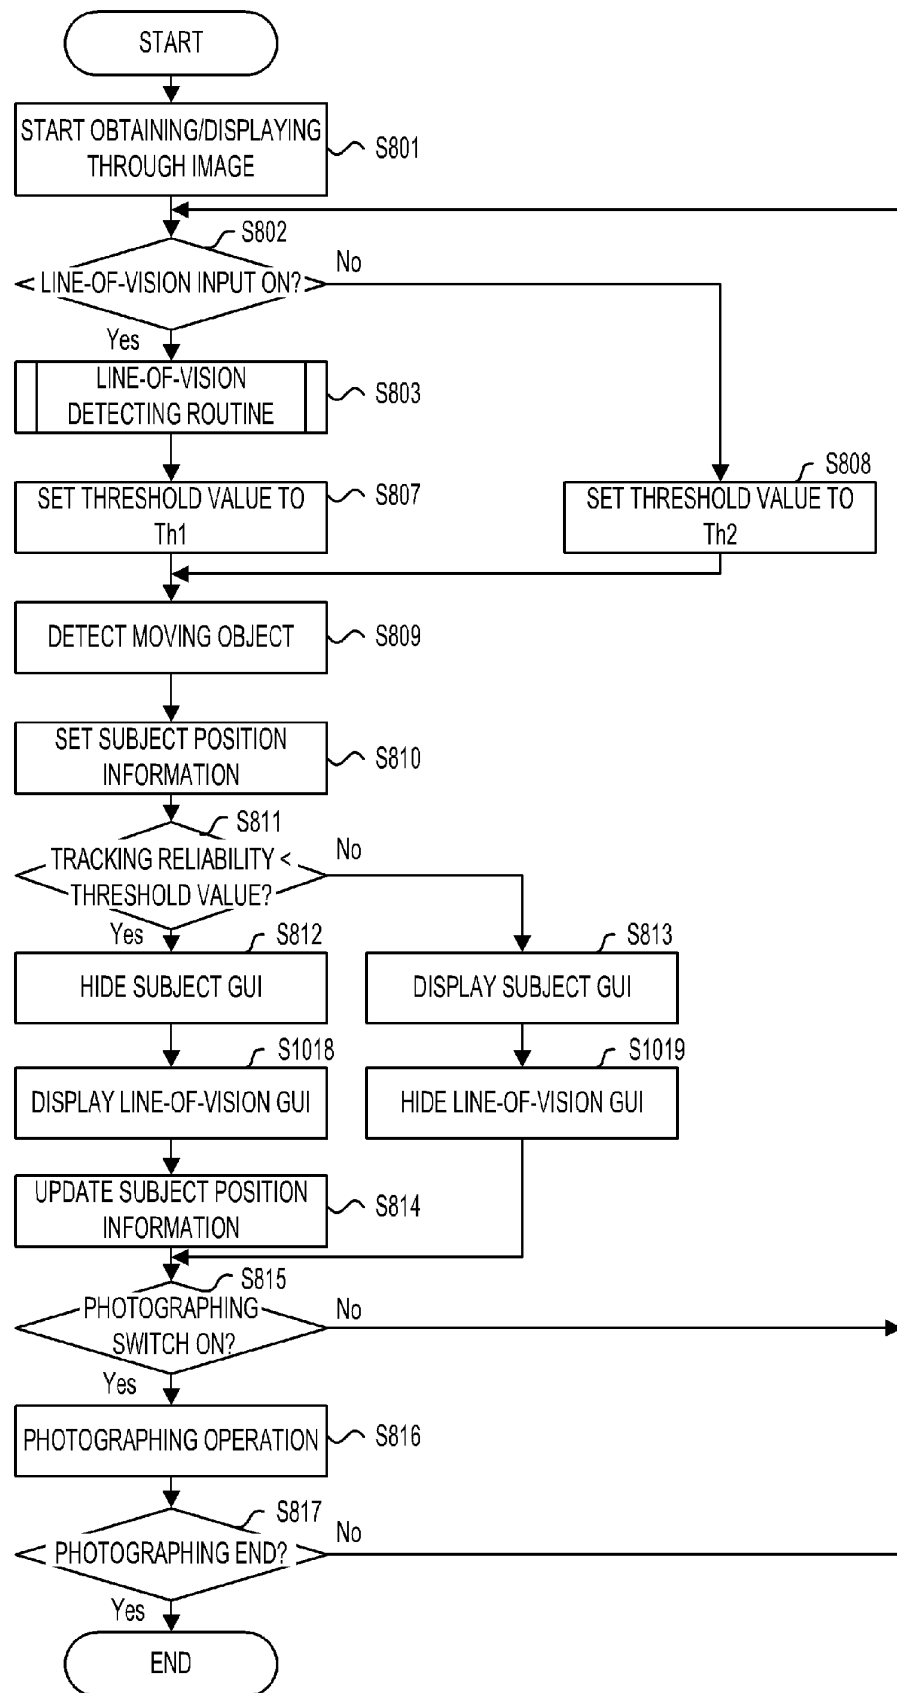 START
START OBTAINING/DISPLAYING
THROUGH IMAGE
S801
S802
LINE-OF-VISION INPUT ON?
No
Yes
LINE-OF-VISION
DETECTING ROUTINE
S803
SET THRESHOLD VALUE TO
Th1
S807
S808
SET THRESHOLD VALUE TO
Th2
DETECT MOVING OBJECT
S809
SET SUBJECT POSITION
INFORMATION
S810
S811
TRACKING RELIABILITY <
THRESHOLD VALUE?
No
Yes
S812
HIDE SUBJECT GUI
S813
DISPLAY SUBJECT GUI
S1018
DISPLAY LINE-OF-VISION GUI
S1019
HIDE LINE-OF-VISION GUI
UPDATE SUBJECT POSITION
INFORMATION
S814
S815
PHOTOGRAPHING
SWITCH ON?
No
Yes
PHOTOGRAPHING OPERATION
S816
S817
PHOTOGRAPHING END?
No
Yes
END